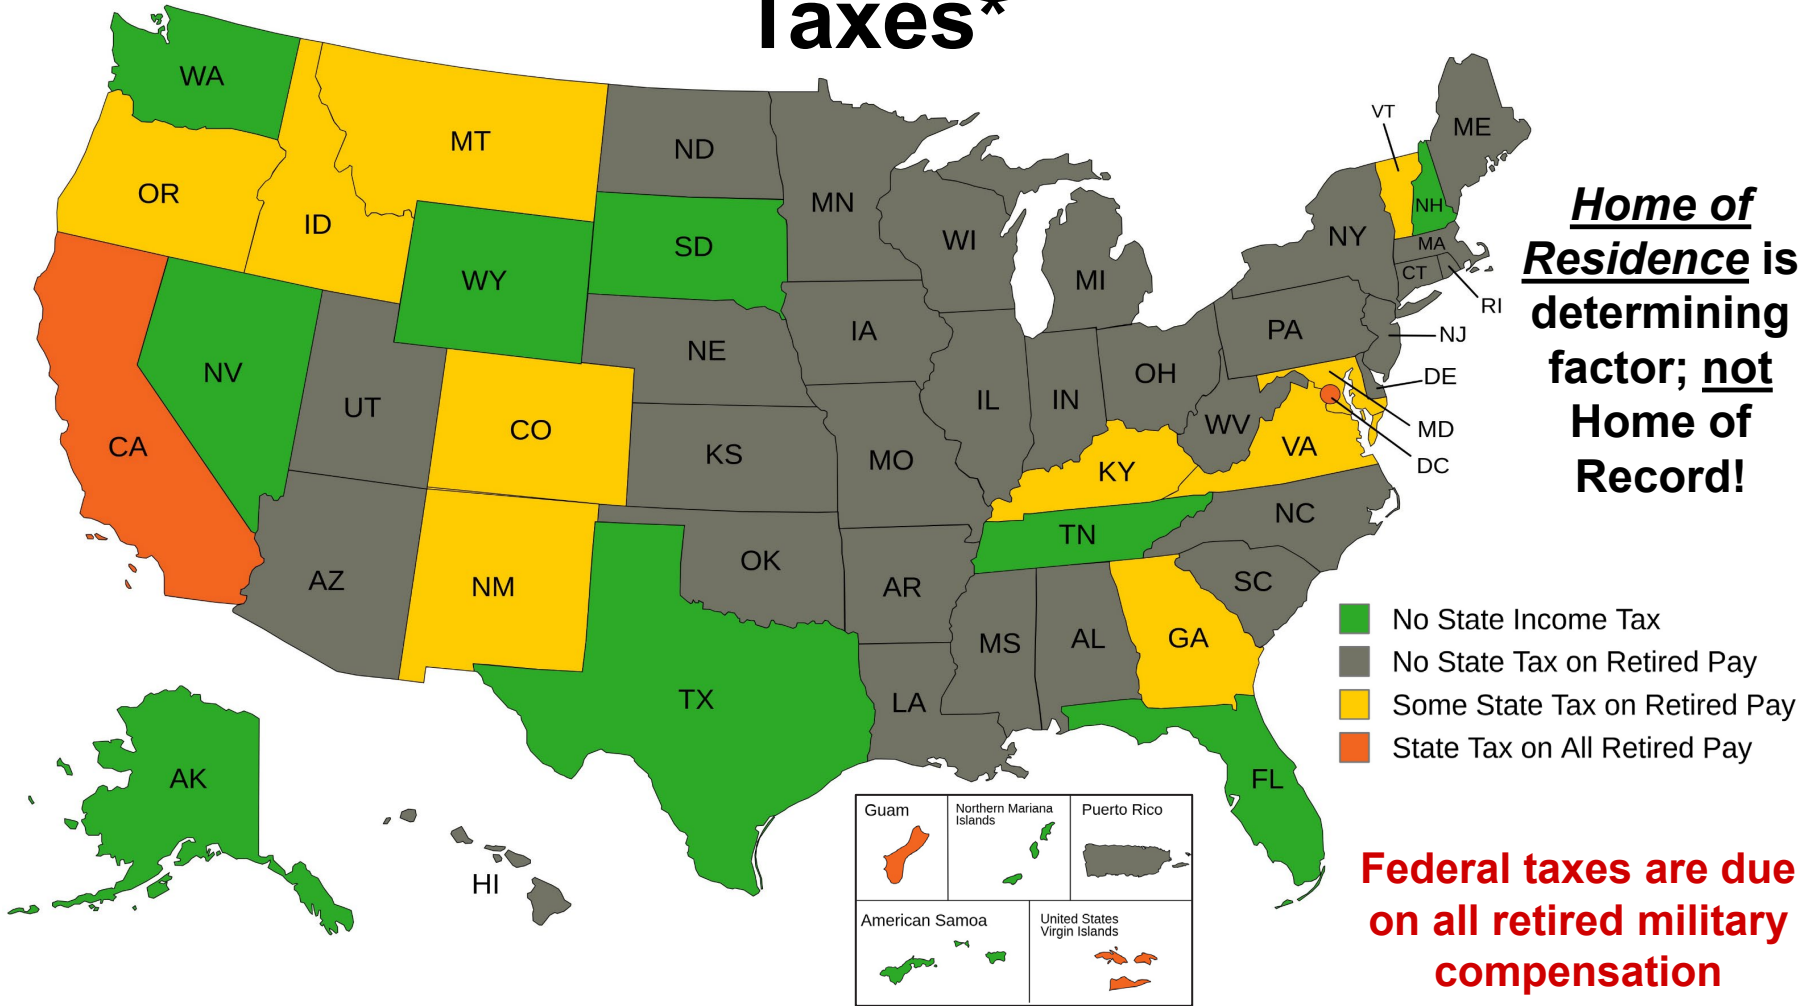 Taxes*
WA
MT
ND
MN
VT
ME
OR
ID
SD
WI
NH
WY
MI
NY
MA
CT
RI
NV
NE
IA
PA
NJ
UT
CO
IL
IN
OH
DE
CA
KS
MO
WV
VA
MD
DC
KY
AZ
NM
OK
AR
TN
NC
SC
MS
AL
GA
TX
LA
AK
FL
HI
Home of
Residence is
determining
factor; not
Home of
Record!
No State Income Tax
No State Tax on Retired Pay
Some State Tax on Retired Pay
State Tax on All Retired Pay
Guam
Northern Mariana
Islands
Puerto Rico
American Samoa
United States
Virgin Islands
Federal taxes are due
on all retired military
compensation